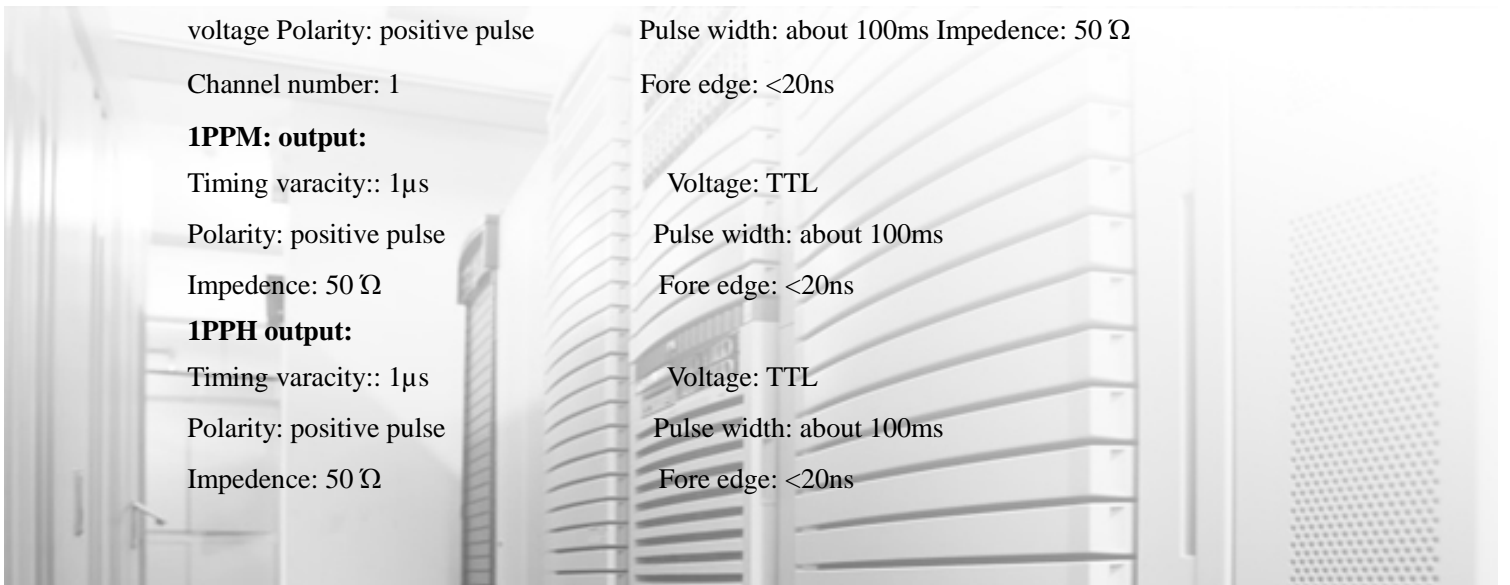 voltage Polarity: positive pulse Pulse width: about 100ms Impedence: 50 Ώ
Channel number: 1 Fore edge: <20ns
1PPM: output:
Timing varacity:: 1µs Voltage: TTL
Polarity: positive pulse Pulse width: about 100ms
Impedence: 50 Ώ Fore edge: <20ns
1PPH output:
Timing varacity:: 1µs Voltage: TTL
Polarity: positive pulse Pulse width: about 100ms
Impedence: 50 Ώ Fore edge: <20ns